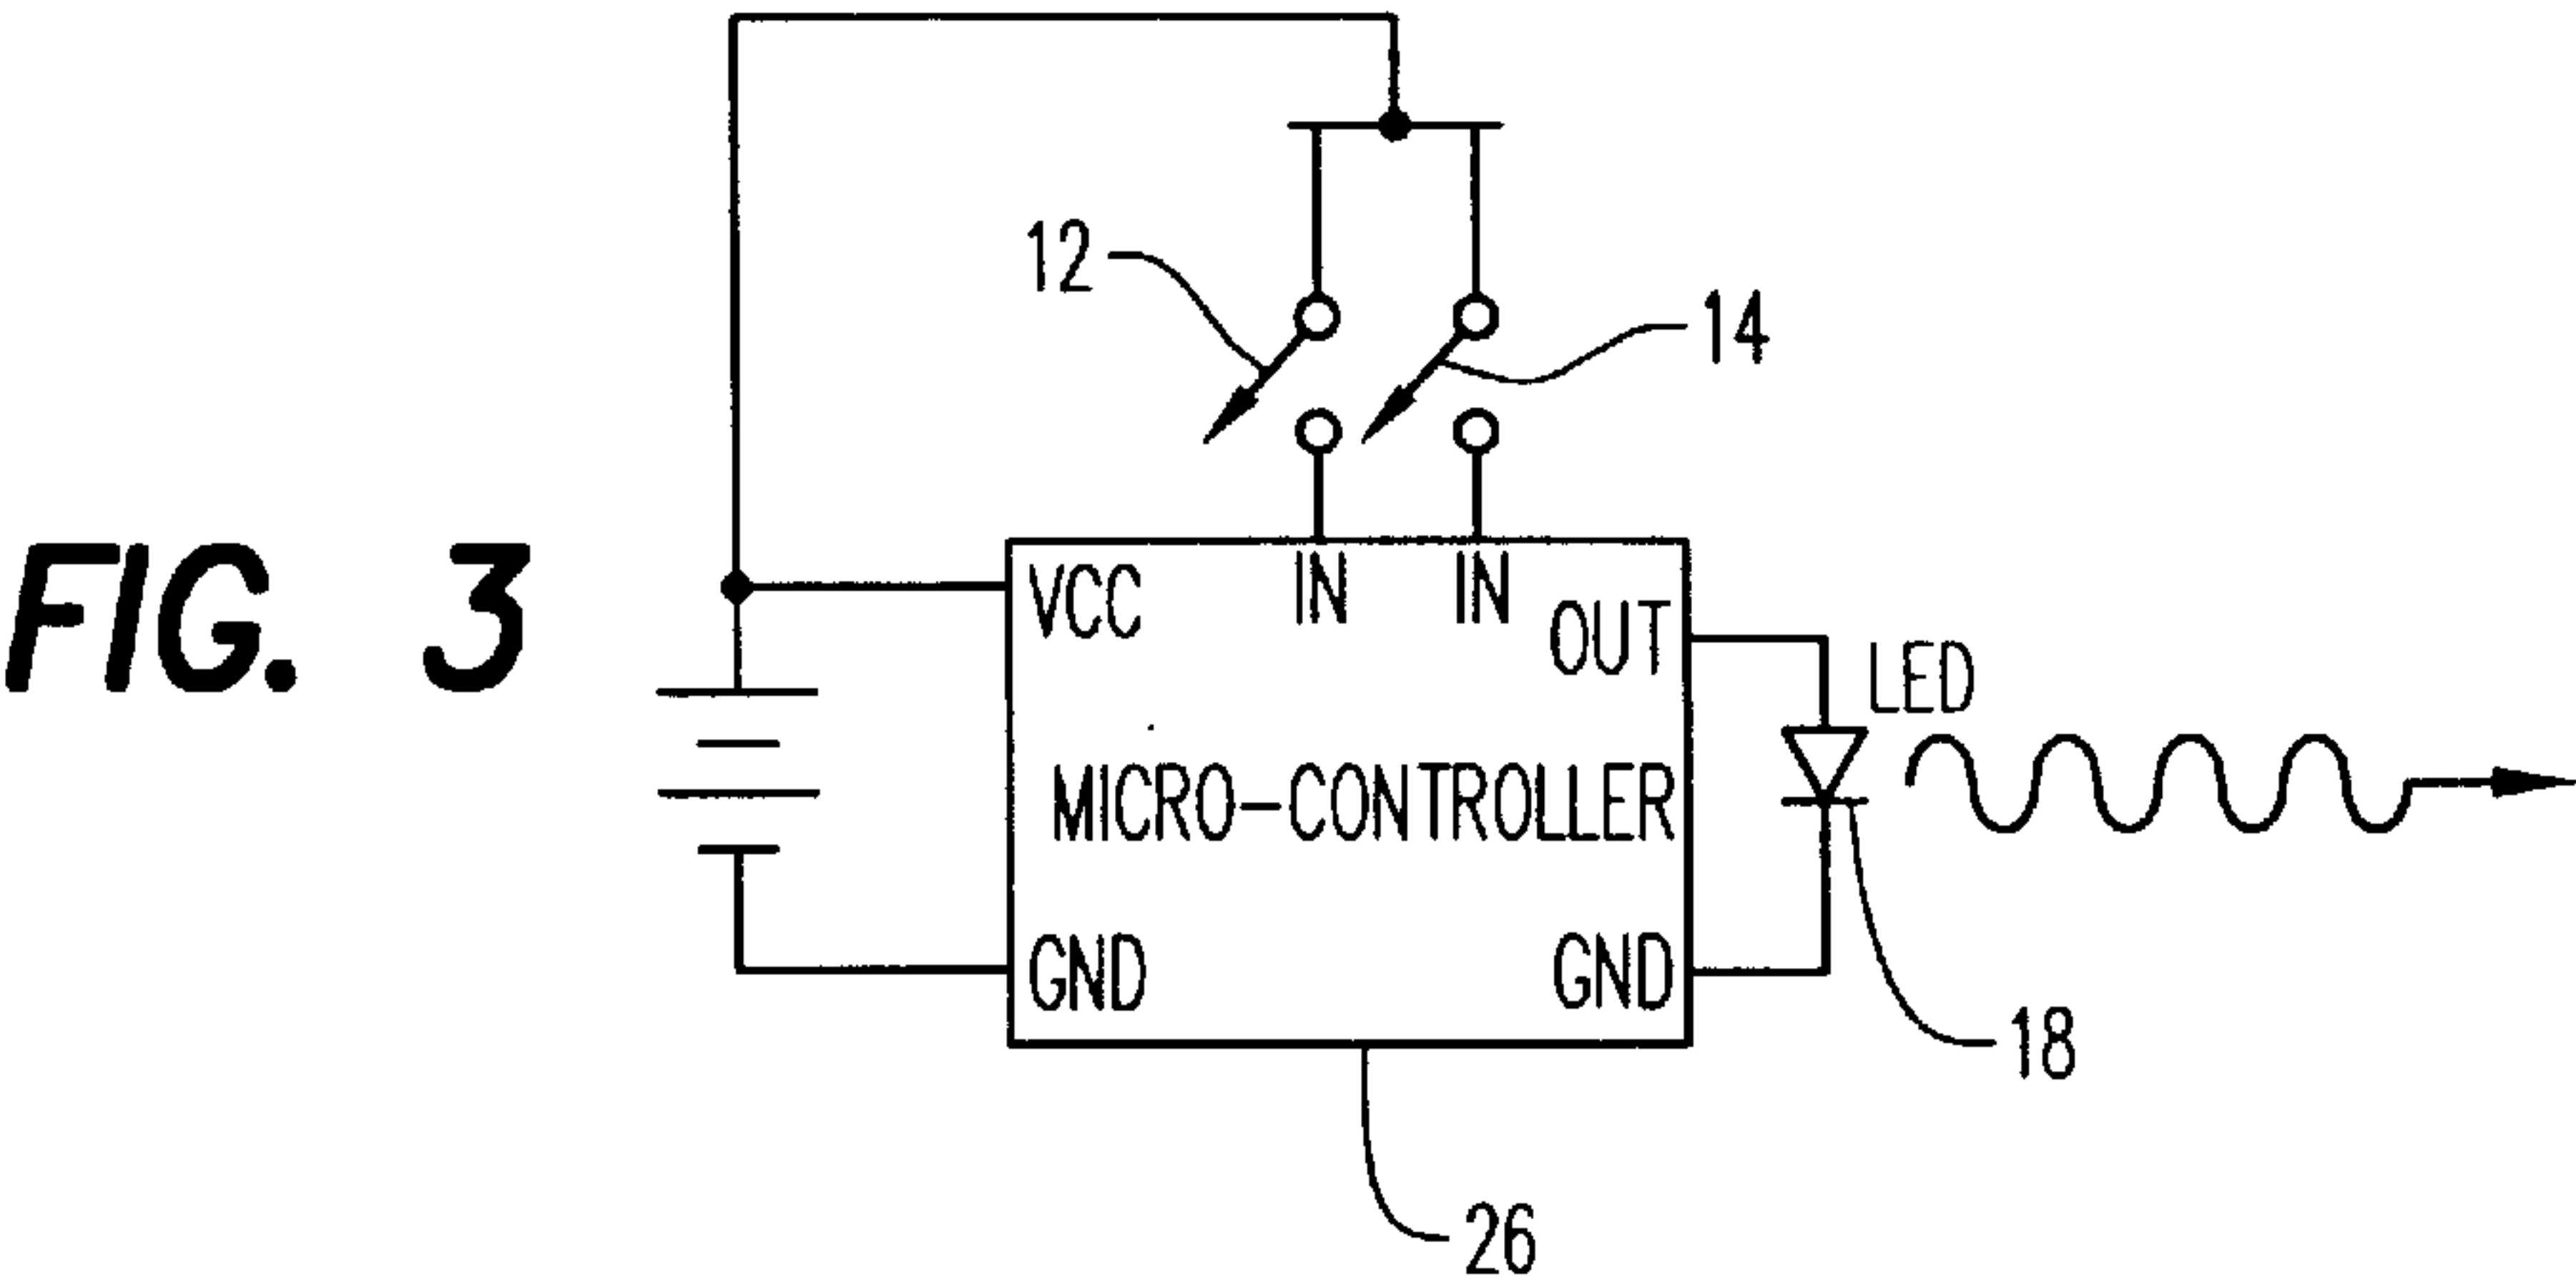 12
14
FIG. 3
VCC
IN
IN
OUT
LED
MICRO-CONTROLLER
GND
GND
18
26